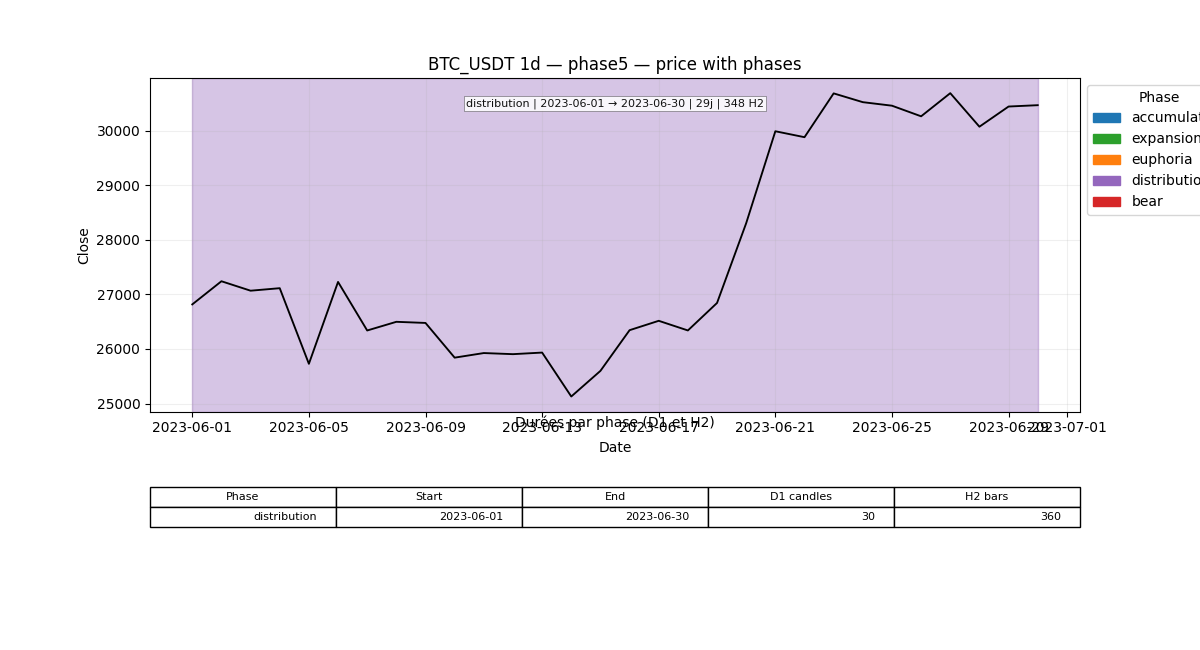 BTC_USDT 1d — phase5 — price with phases
distribution | 2023-06-01 → 2023-06-30 | 29j | 348 H2
Phase
accumulat
expansion
euphoria
distributio
bear
Close
30000
29000
28000
27000
26000
25000
Durées par phase (D1 et H2)
2023-06-01 2023-06-05 2023-06-09 2023-06-13 2023-06-17 2023-06-21 2023-06-25 2023-06-29 2023-07-01
Date
Phase Start End D1 candles H2 bars
distribution 2023-06-01 2023-06-30 30 360